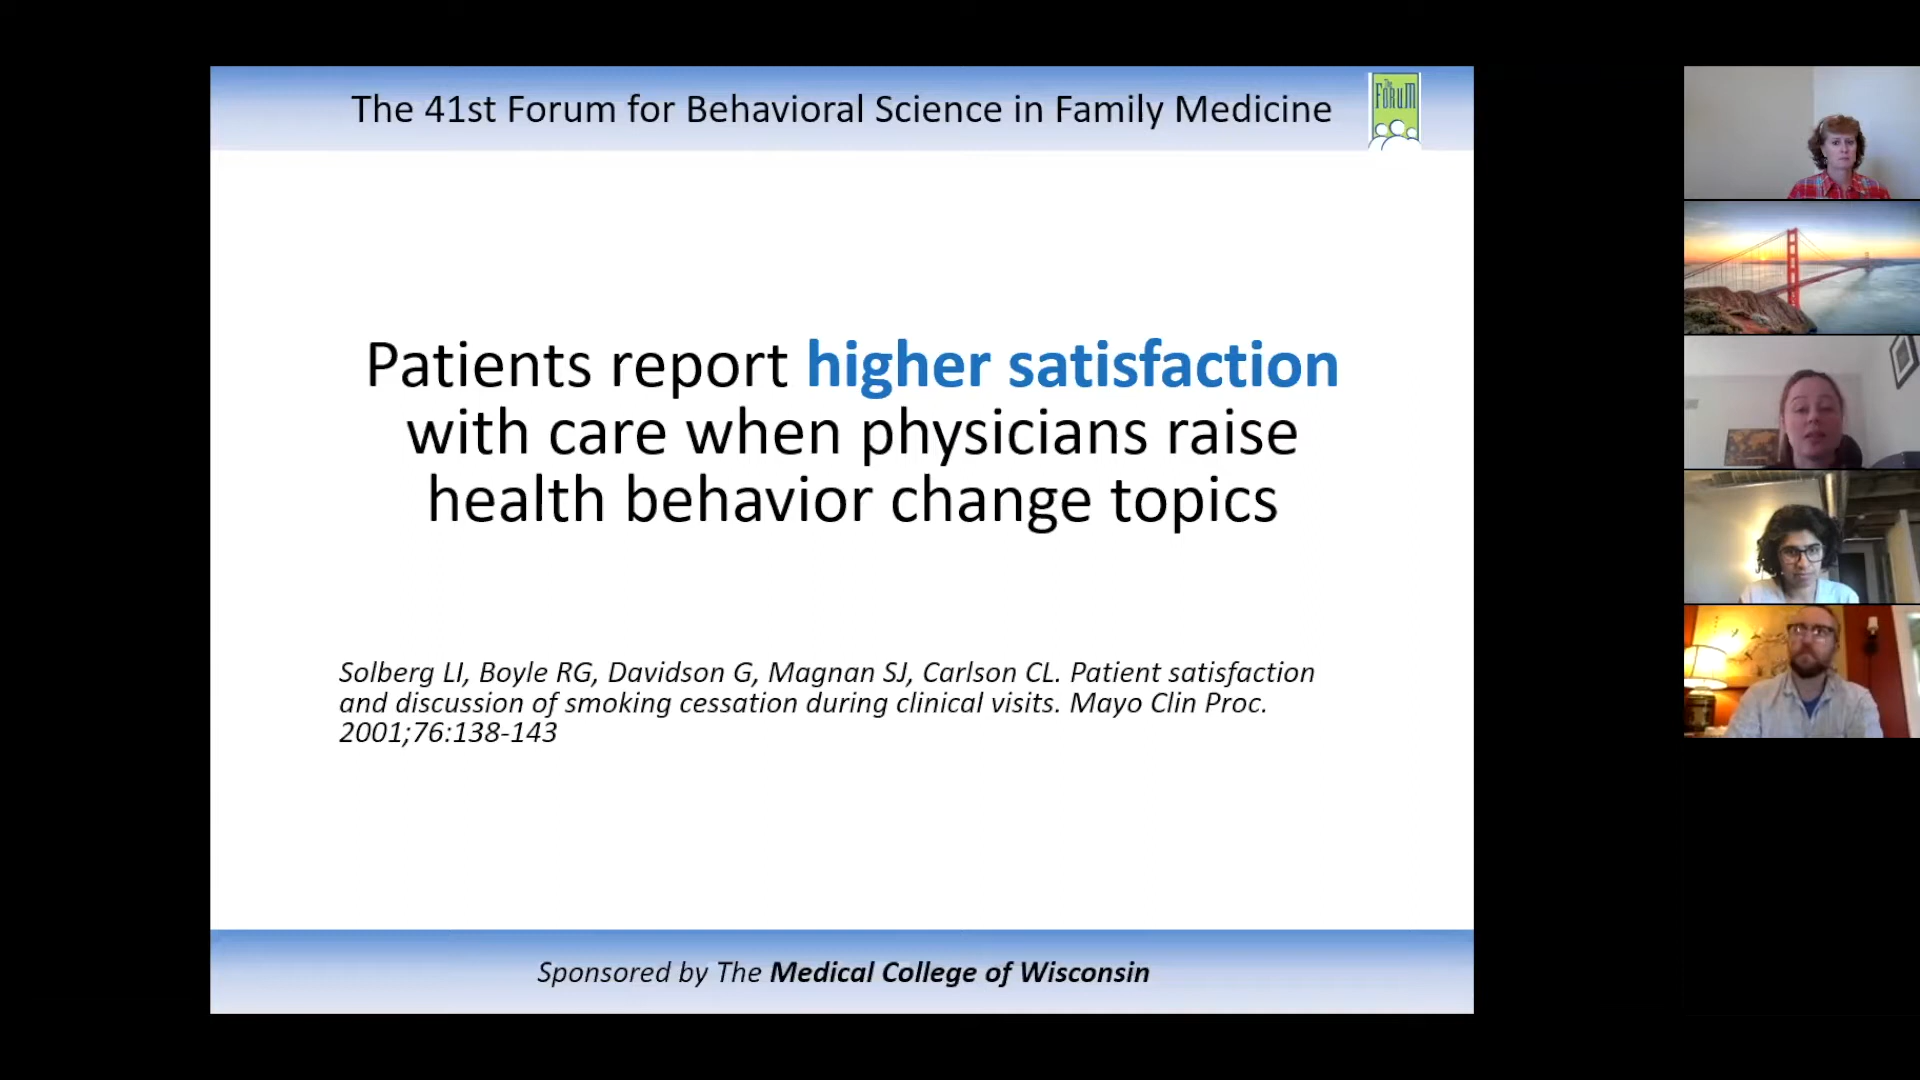 The 41st Forum for Behavioral Science in Family Medicine
The
FORUM
Patients report higher satisfaction
with care when physicians raise
health behavior change topics
Solberg LI, Boyle RG, Davidson G, Magnan SJ, Carlson CL. Patient satisfaction
and discussion of smoking cessation during clinical visits. Mayo Clin Proc.
2001;76:138-143
Sponsored by The Medical College of Wisconsin